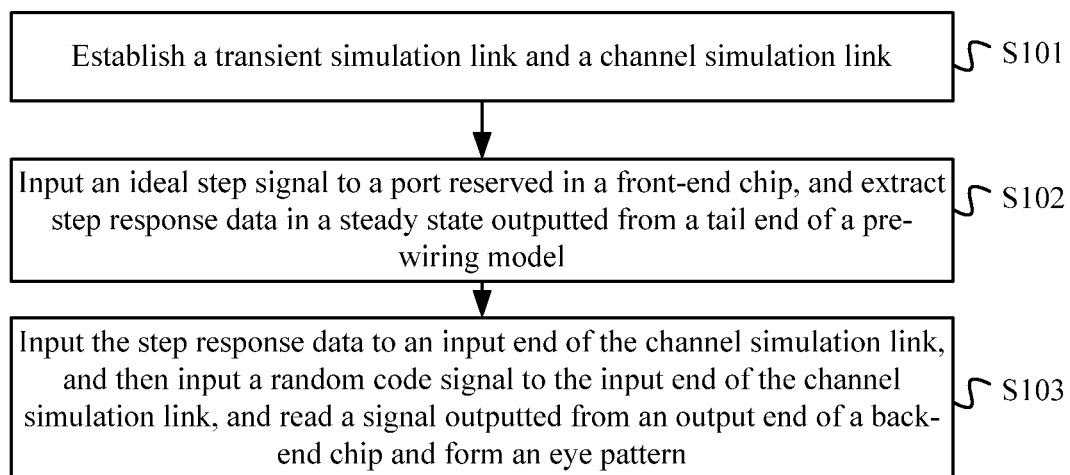 Establish a transient simulation link and a channel simulation link
S101
Input an ideal step signal to a port reserved in a front-end chip, and extract
step response data in a steady state outputted from a tail end of a pre-
wiring model
S102
Input the step response data to an input end of the channel simulation link,
and then input a random code signal to the input end of the channel
simulation link, and read a signal outputted from an output end of a back-
end chip and form an eye pattern
S103